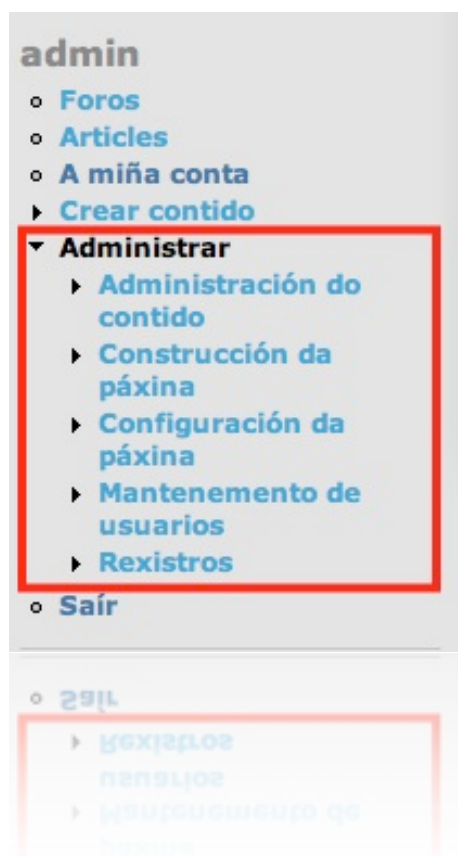 admin
Foros
Articles
A miña conta
Crear contido
Administrar
Administración do
contido
Construcción da
páxina
Configuración da
páxina
Mantenemento de
usuarios
Rexistros
Saír